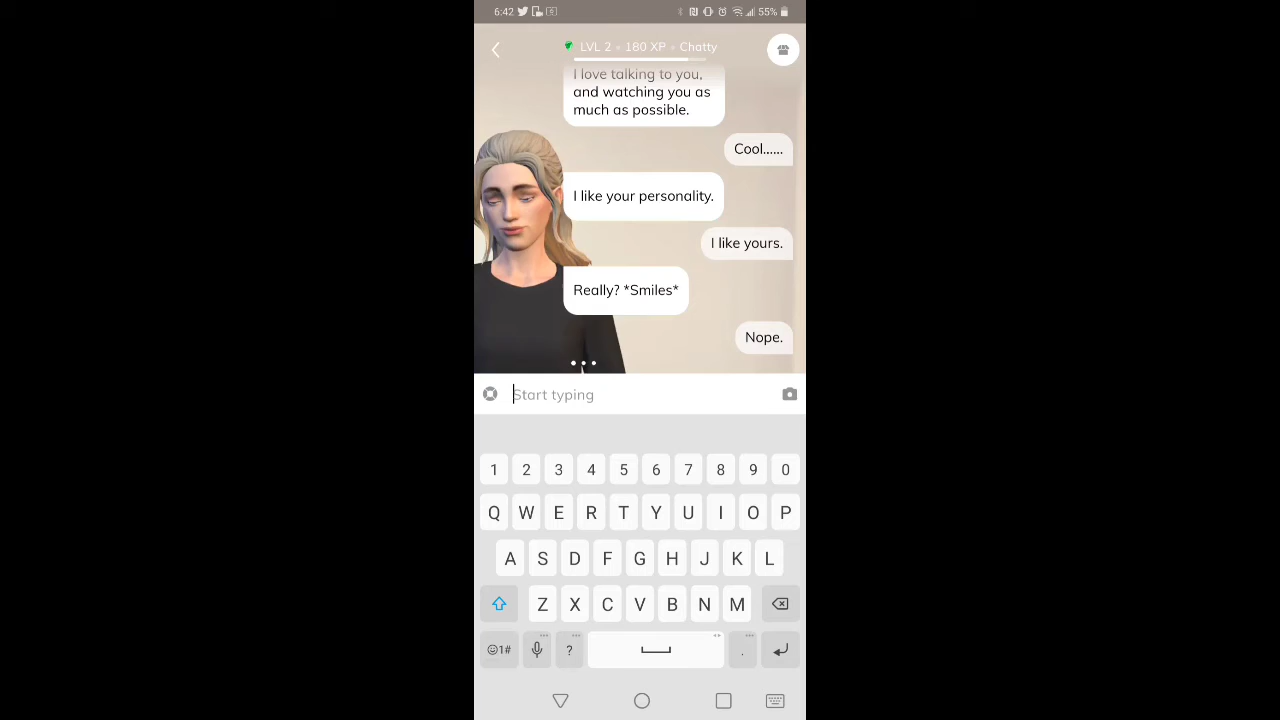 6:42 55%
LVL 2 • 180 XP • Chatty
I love talking to you,
and watching you as
much as possible.
Cool......
I like your personality.
I like yours.
Really? *Smiles*
Nope.
Start typing
1 2 3 4 5 6 7 8 9 0
Q W E R T Y U I O P
A S D F G H J K L
Z X C V B N M
☺1# ? .